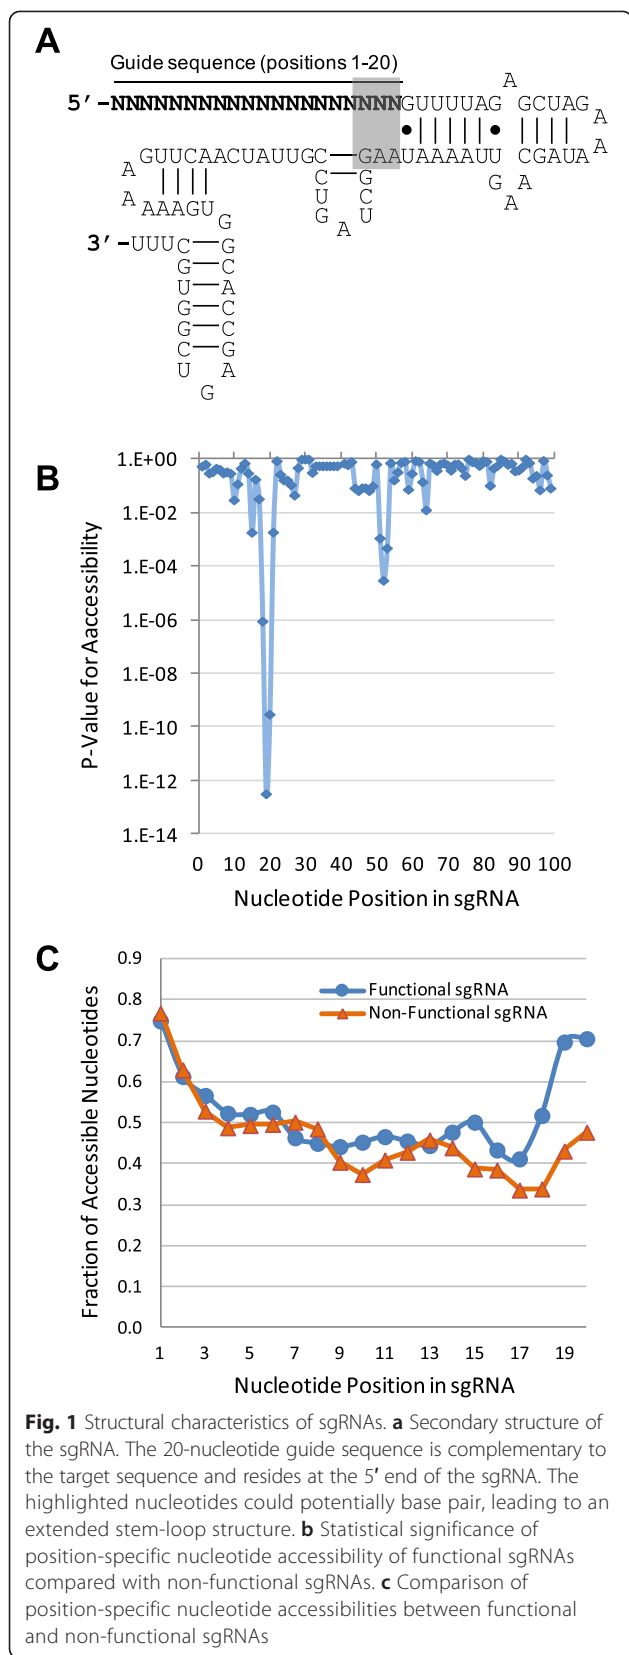 A
Guide sequence (positions 1-20)
A
5′ –NNNNNNNNNNNNNNNNNNNNGUUUUAG GCUAG
A
A
A GUUCAACUAUUGC GAAUAAAAUU CGAUA
A AAAGU
C G
C C
U G
G A U
G A
A
G
3′ –UUUC G
G C
U A
G C
G C
C G
U A
G
B
1.E+00
1.E-02
1.E-04
1.E-06
1.E-08
1.E-10
1.E-12
1.E-14
P-Value for Aaccessibility
0 10 20 30 40 50 60 70 80 90 100
Nucleotide Position in sgRNA
C
0.9
0.8
0.7
0.6
0.5
0.4
0.3
0.2
0.1
0.0
Fraction of Accessible Nucleotides
Functional sgRNA
Non-Functional sgRNA
1 3 5 7 9 11 13 15 17 19
Nucleotide Position in sgRNA
Fig. 1 Structural characteristics of sgRNAs. a Secondary structure of
the sgRNA. The 20-nucleotide guide sequence is complementary to
the target sequence and resides at the 5′ end of the sgRNA. The
highlighted nucleotides could potentially base pair, leading to an
extended stem-loop structure. b Statistical significance of
position-specific nucleotide accessibility of functional sgRNAs
compared with non-functional sgRNAs. c Comparison of
position-specific nucleotide accessibilities between functional
and non-functional sgRNAs